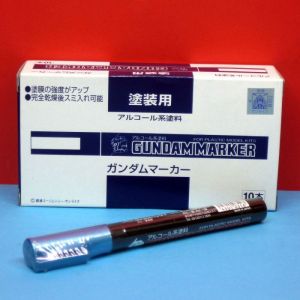 ●塗膜の強度がアップ
●完全乾燥後スミ入れ可能
塗装用
アルコール系塗料
アルコール系塗料
FOR PLASTIC MODEL KITS
GUNDAM MARKER
ガンダムマーカー
10本
アルコール系塗料